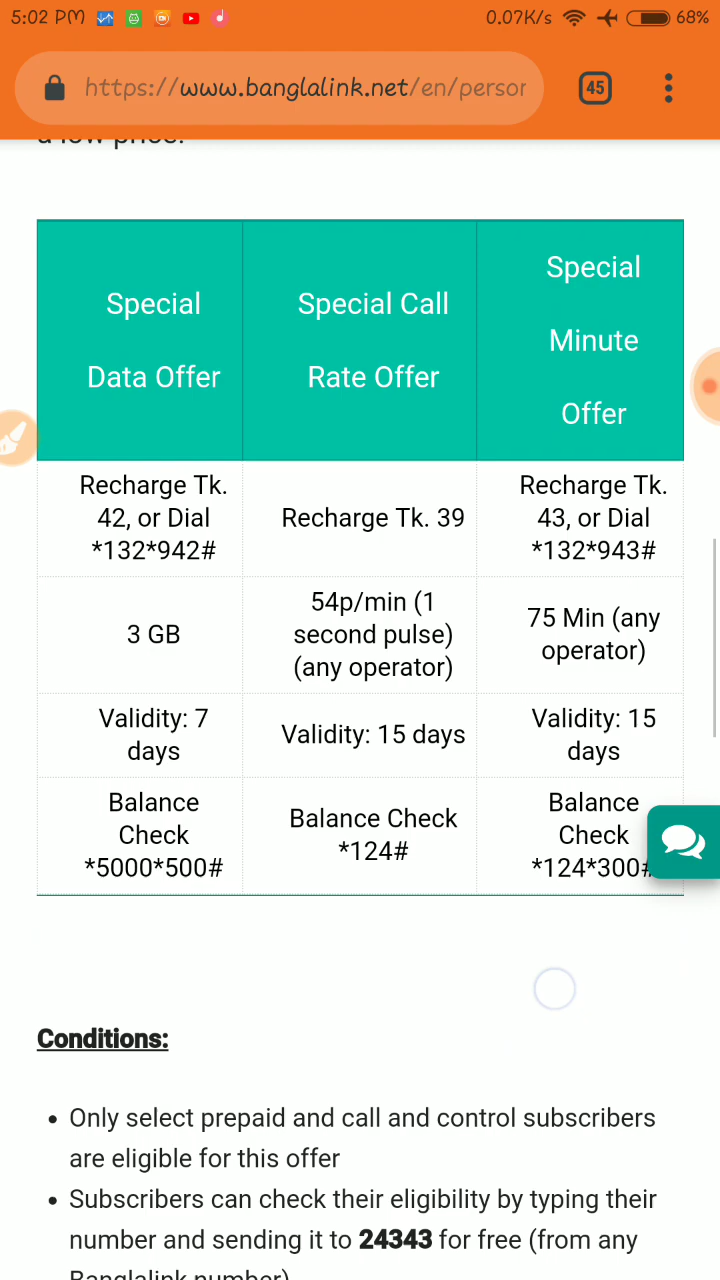 5:02 PM
0.07K/s
68%
https://www.banglalink.net/en/person
45
a low price.
Special
Data Offer
Special Call
Rate Offer
Special
Minute
Offer
Recharge Tk.
42, or Dial
*132*942#
Recharge Tk. 39
Recharge Tk.
43, or Dial
*132*943#
3 GB
54p/min (1
second pulse)
(any operator)
75 Min (any
operator)
Validity: 7
days
Validity: 15 days
Validity: 15
days
Balance
Check
*5000*500#
Balance Check
*124#
Balance
Check
*124*300#
Conditions:
• Only select prepaid and call and control subscribers
are eligible for this offer
• Subscribers can check their eligibility by typing their
number and sending it to 24343 for free (from any
Banglalink number)